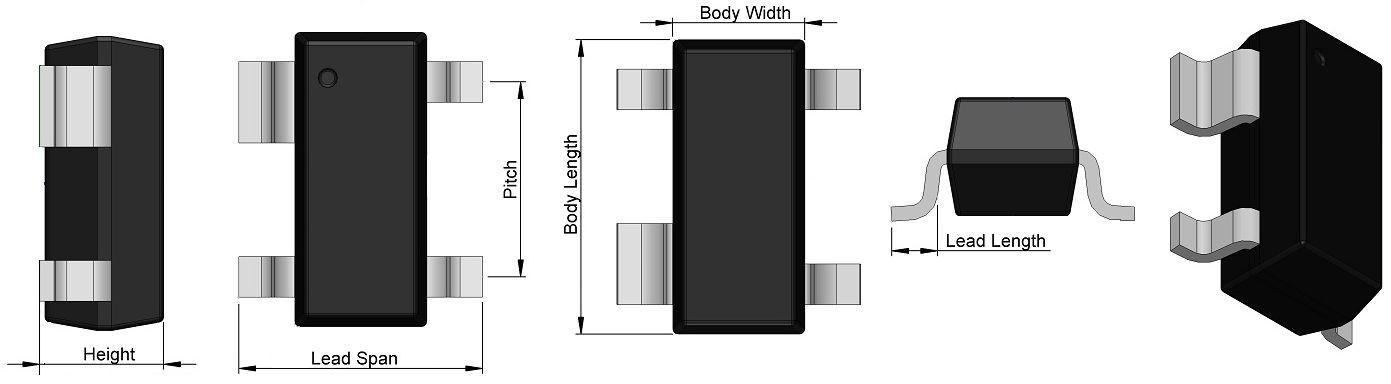 Height
Lead Span
Pitch
Body Width
Body Length
Lead Length